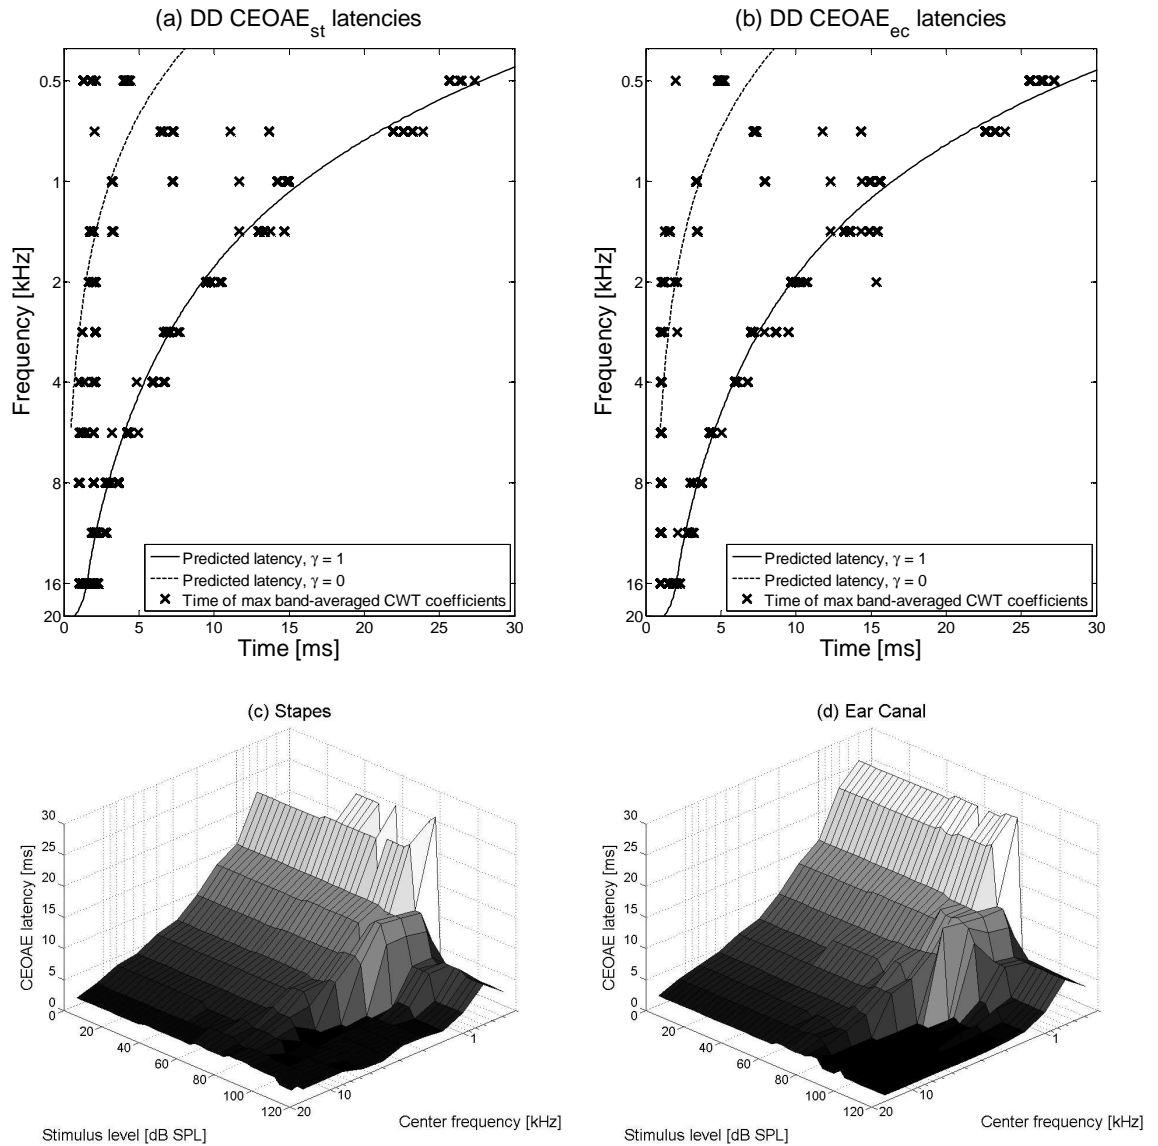 (a) DD CEOAEst latencies
Frequency [kHz]
0.5
1
2
4
8
16
20
0 5 10 15 20 25 30
Time [ms]
Predicted latency, γ = 1
Predicted latency, γ = 0
Time of max band-averaged CWT coefficients
(b) DD CEOAEec latencies
Frequency [kHz]
0.5
1
2
4
8
16
20
0 5 10 15 20 25 30
Time [ms]
Predicted latency, γ = 1
Predicted latency, γ = 0
Time of max band-averaged CWT coefficients
(c) Stapes
CEOAE latency [ms]
30
25
20
15
10
5
0
20 40 60 80 100 120
Stimulus level [dB SPL]
20 10 1
Center frequency [kHz]
(d) Ear Canal
CEOAE latency [ms]
30
25
20
15
10
5
0
20 40 60 80 100 120
Stimulus level [dB SPL]
20 10 1
Center frequency [kHz]